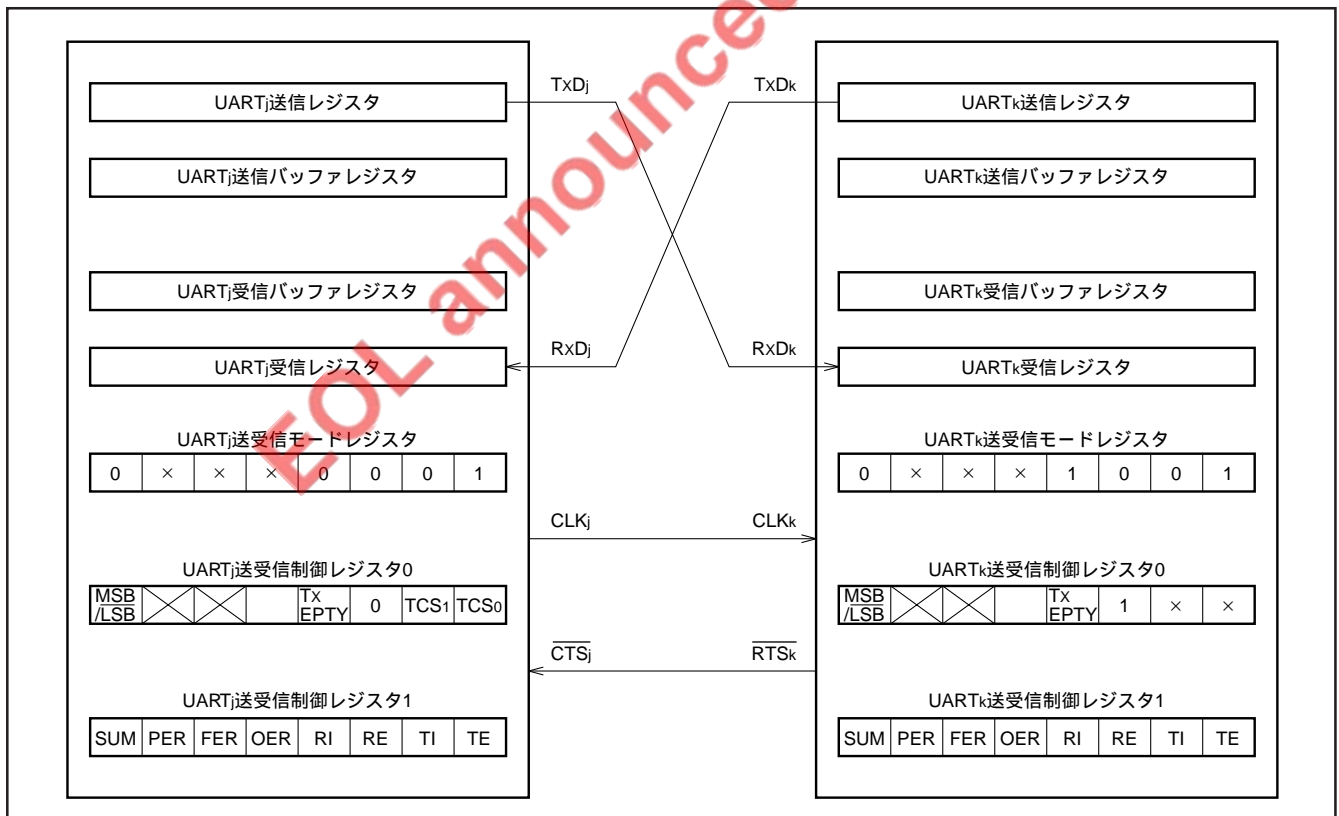 EOL announced
TxDj
TxDk
UARTj送信レジスタ
UARTk送信レジスタ
UARTj送信バッファレジスタ
UARTk送信バッファレジスタ
UARTj受信バッファレジスタ
UARTk受信バッファレジスタ
RxDj
RxDk
UARTj受信レジスタ
UARTk受信レジスタ
UARTj送受信モードレジスタ
UARTk送受信モードレジスタ
0 × × × 0 0 0 1
0 × × × 1 0 0 1
CLKj
CLKk
UARTj送受信制御レジスタ0
UARTk送受信制御レジスタ0
MSB/LSB Tx EPTY 0 TCS1 TCS0
MSB/LSB Tx EPTY 1 × ×
CTSj
RTSk
UARTj送受信制御レジスタ1
UARTk送受信制御レジスタ1
SUM PER FER OER RI RE TI TE
SUM PER FER OER RI RE TI TE